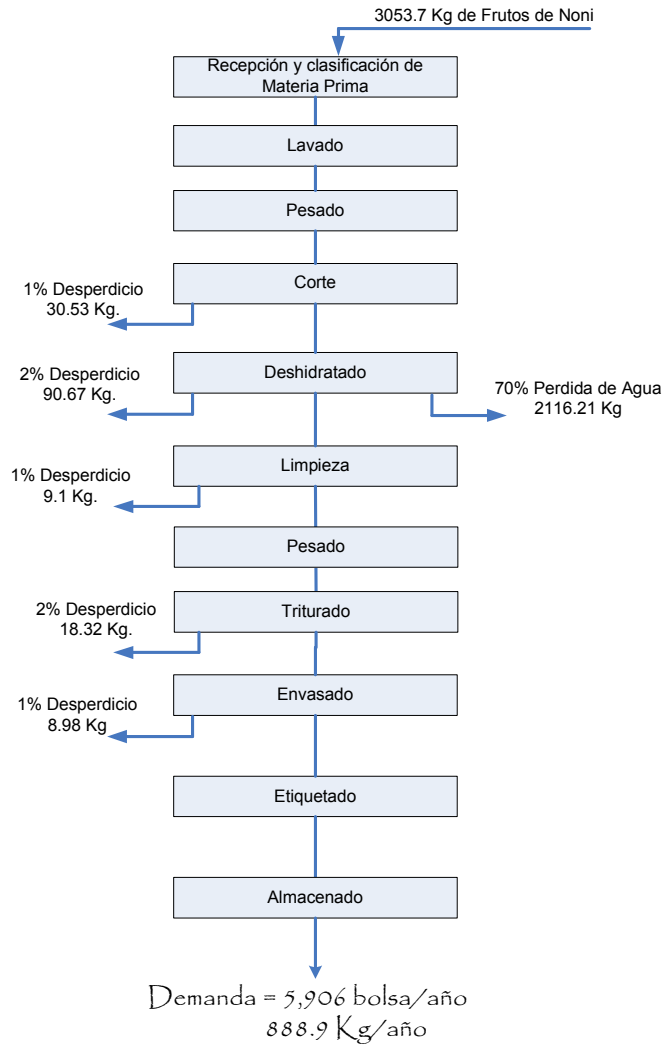 3053.7 Kg de Frutos de Noni
Recepción y clasificación de
Materia Prima
Lavado
Pesado
Corte
1% Desperdicio
30.53 Kg.
Deshidratado
2% Desperdicio
90.67 Kg.
70% Perdida de Agua
2116.21 Kg
Limpieza
1% Desperdicio
9.1 Kg.
Pesado
Triturado
2% Desperdicio
18.32 Kg.
Envasado
1% Desperdicio
8.98 Kg
Etiquetado
Almacenado
Demanda = 5,906 bolsa/año
888.9 Kg/año